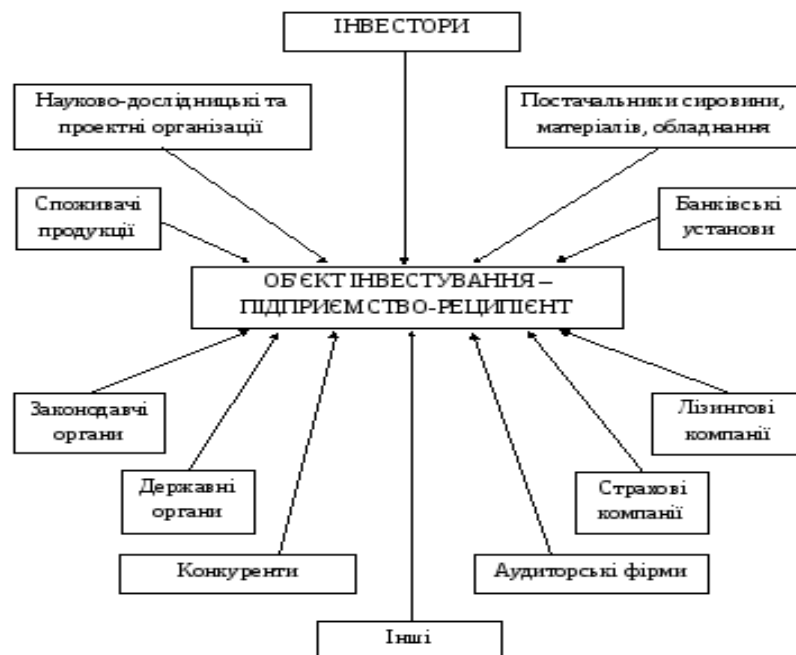 ІНВЕСТОРИ
Науково-дослідницькі та
проектні організації
Постачальники сировини,
матеріалів, обладнання
Споживачі
продукції
Банківські
установи
ОБ'ЄКТ ІНВЕСТУВАННЯ –
ПІДПРИЄМСТВО-РЕЦИПІЄНТ
Законодавчі
органи
Лізингові
компанії
Державні
органи
Страхові
компанії
Конкуренти
Аудиторські фірми
Інші